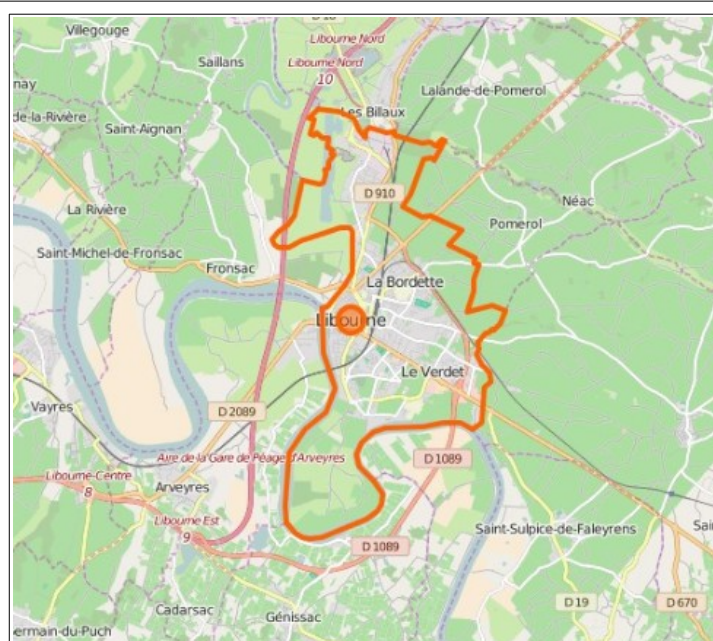 D 18
Villegouge
Libourne Nord
Saillans
Libourne Nord
10
Lalande-de-Pomerol
nay
Les Billaux
de-la-Rivière
Saint-Aignan
D 910
Néac
La Rivière
Pomerol
Saint-Michel-de-Fronsac
Fronsac
La Bordette
Libourne
Le Verdet
Vayres
D 2089
Aire de la Gare de Péage d'Arveyres
D 1089
Libourne-Centre
8
Arveyres
Libourne Est
9
Saint-Sulpice-de-Faleyrens
Sai
D 1089
Cadarsac
Génissac
D 19
D 670
ermain-du-Puch